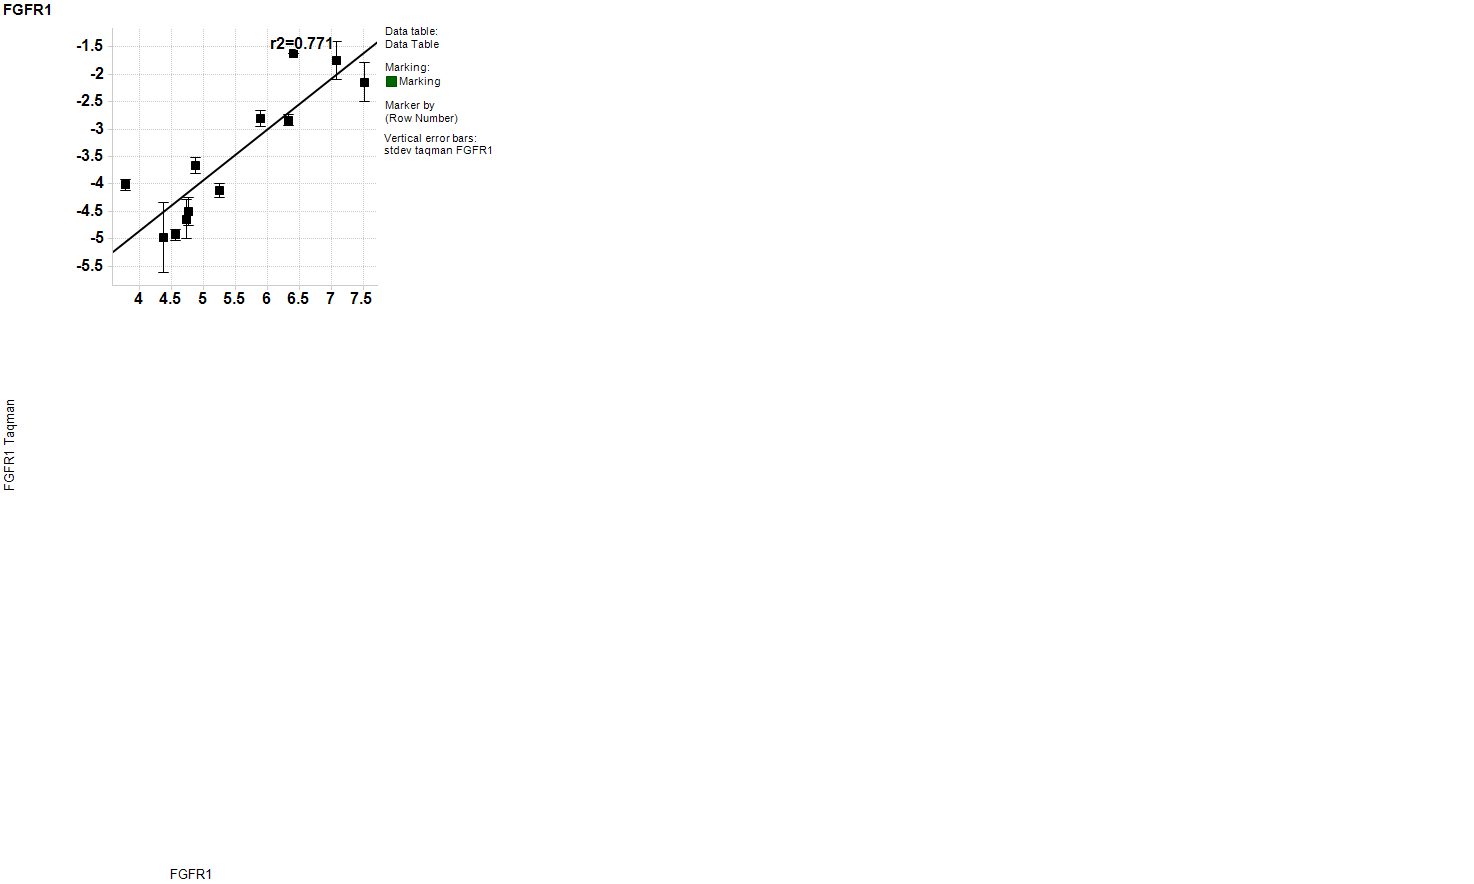 FGFR1
r2=0.771
-1.5
-2
-2.5
-3
-3.5
-4
-4.5
-5
-5.5
4 4.5 5 5.5 6 6.5 7 7.5
Data table:
Data Table
Marking:
Marking
Marker by
(Row Number)
Vertical error bars:
stdev taqman FGFR1
FGFR1 Taqman
FGFR1